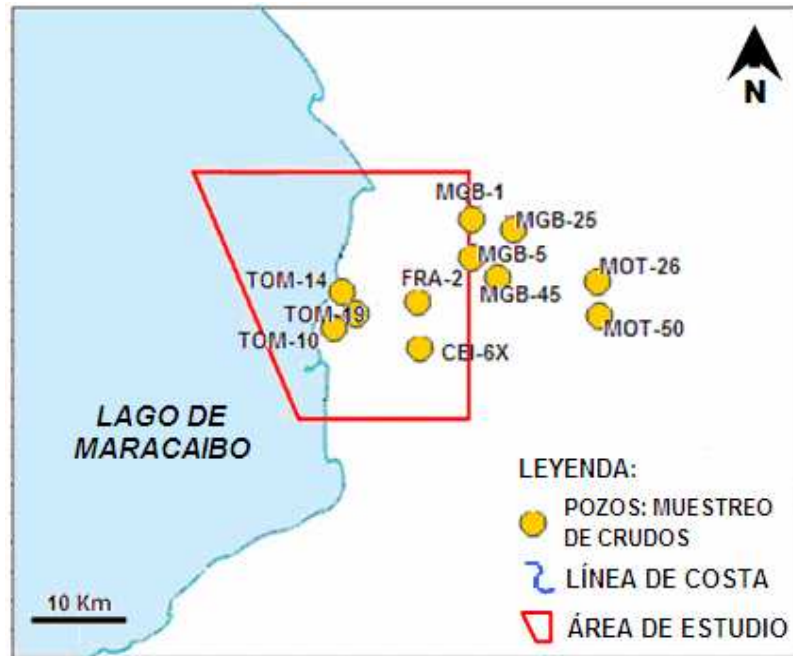 N
MGB-1
MGB-25
MGB-5
MOT-26
TOM-14
FRA-2
MGB-45
TOM-19
MOT-50
TOM-10
CEI-6X
LAGO DE
MARACAIBO
LEYENDA:
POZOS: MUESTREO
DE CRUDOS
LÍNEA DE COSTA
ÁREA DE ESTUDIO
10 Km